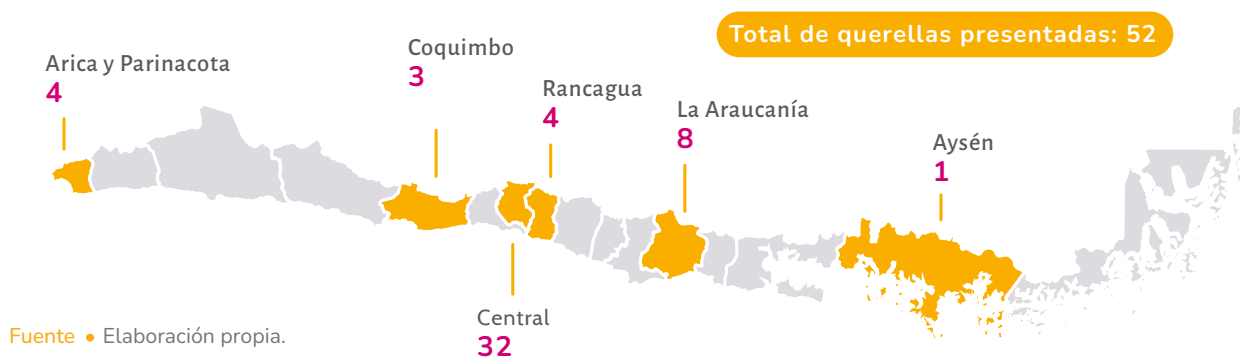 Total de querellas presentadas: 52
Arica y Parinacota
4
Coquimbo
3
Rancagua
4
La Araucanía
8
Aysén
1
Central
32
Fuente • Elaboración propia.